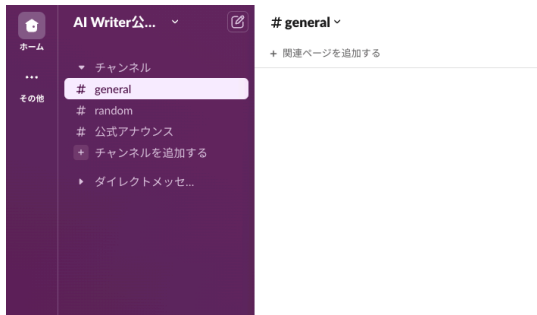 ホーム
その他
AI Writer公...
チャンネル
# general
# random
# 公式アナウンス
+ チャンネルを追加する
ダイレクトメッセ...
# general
+ 関連ページを追加する